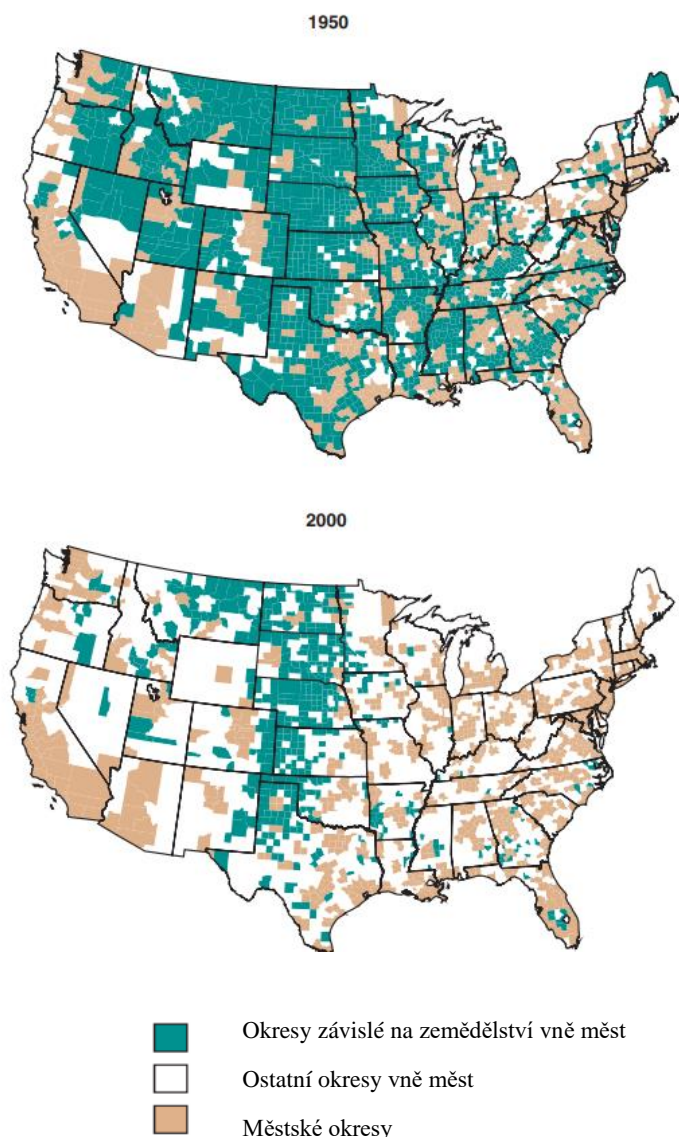 1950
2000
Okresy závislé na zemědělství vně měst
Ostatní okresy vně měst
Městské okresy